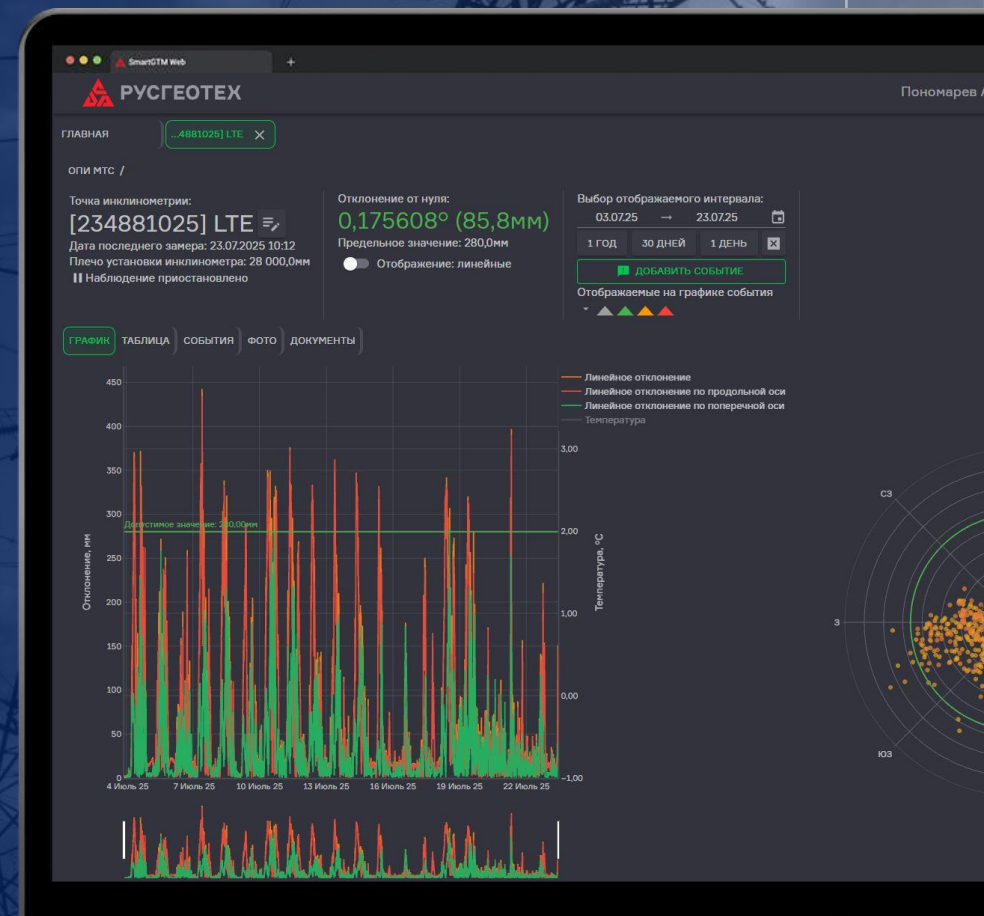 SmartGTM Web
+
РУСГЕОТЕХ
Пономарев
ГЛАВНАЯ
...4881025] LTE ×
ОПИ МТС /
Точка инклинометрии:
[234881025] LTE
Дата последнего замера: 23.07.2025 10:12
Плечо установки инклинометра: 28 000,0мм
Наблюдение приостановлено
Отклонение от нуля:
0,175608° (85,8мм)
Предельное значение: 280,0мм
Отображение: линейные
Выбор отображаемого интервала:
03.07.25 → 23.07.25
1 ГОД 30 ДНЕЙ 1 ДЕНЬ
ДОБАВИТЬ СОБЫТИЕ
Отображаемые на графике события
ГРАФИК ТАБЛИЦА СОБЫТИЯ ФОТО ДОКУМЕНТЫ
Линейное отклонение
Линейное отклонение по продольной оси
Линейное отклонение по поперечной оси
Температура
450
400
350
300
250
200
150
100
50
0
Отклонение, мм
Допустимое значение: 280,00мм
3,00
2,00
1,00
0,00
−1,00
Температура, °C
4 Июль 25 7 Июль 25 10 Июль 25 13 Июль 25 16 Июль 25 19 Июль 25 22 Июль 25
СЗ
З
ЮЗ